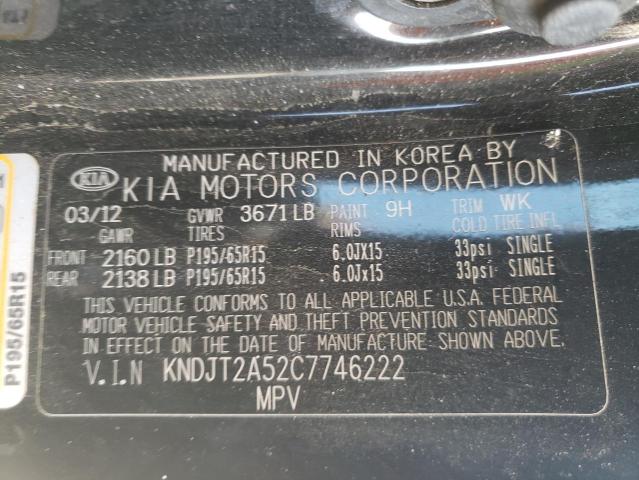 MANUFACTURED IN KOREA BY
KIA KIA MOTORS CORPORATION
03/12 GVWR 3671 LB PAINT 9H TRIM WK
GAWR TIRES RIMS COLD TIRE INFL
FRONT 2160 LB P195/65R15 6.0JX15 33psi SINGLE
REAR 2138 LB P195/65R15 6.0Jx15 33psi SINGLE
THIS VEHICLE CONFORMS TO ALL APPLICABLE U.S.A. FEDERAL
MOTOR VEHICLE SAFETY AND THEFT PREVENTION STANDARDS
IN EFFECT ON THE DATE OF MANUFACTURE SHOWN ABOVE.
V.I.N KNDJT2A52C7746222
MPV
P195/65R15